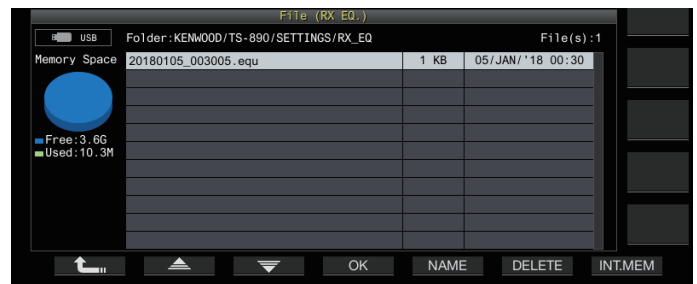 File (RX EQ.)
USB Folder:KENWOOD/TS-890/SETTINGS/RX_EQ File(s):1
Memory Space 20180105_003005.equ 1 KB 05/JAN/'18 00:30
Free:3.6G
Used:10.3M
OK NAME DELETE INT.MEM